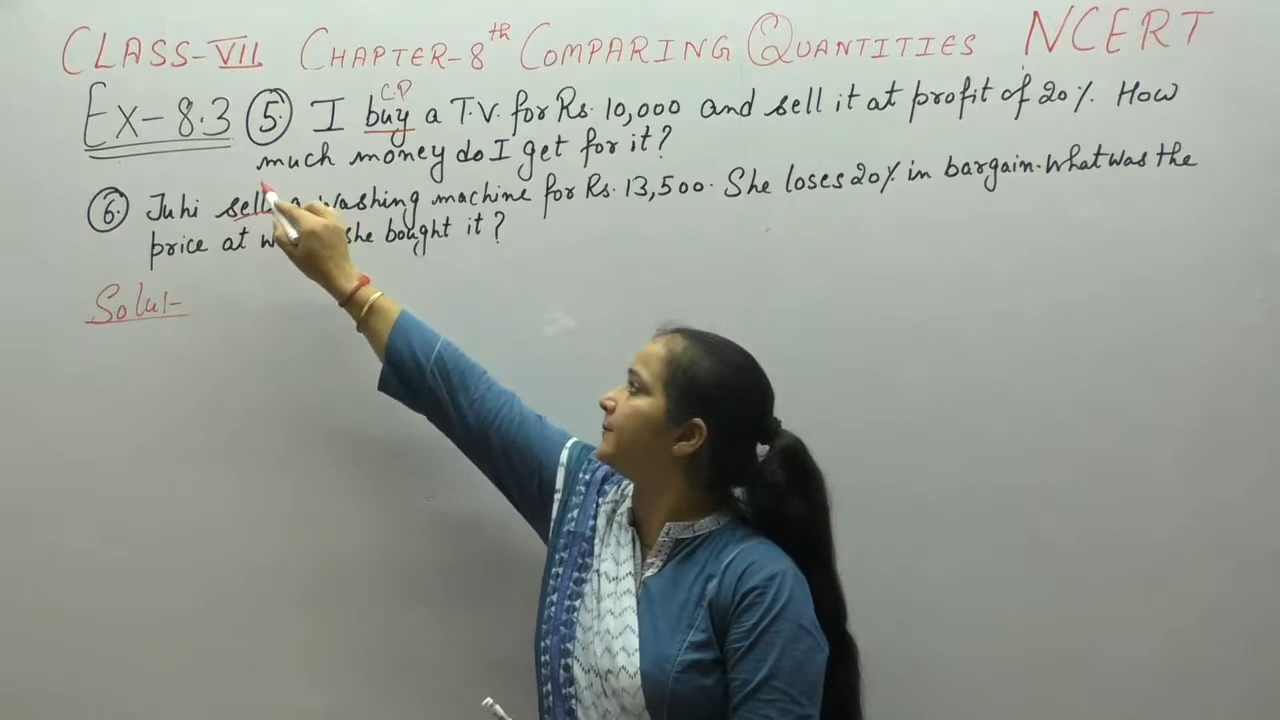 CLASS-VII CHAPTER-8th COMPARING QUANTITIES NCERT
C.P
Ex-8.3 5. I buy a T.V. for Rs. 10,000 and sell it at profit of 20%. How
much money do I get for it?
6. Juhi sells a washing machine for Rs. 13,500. She loses 20% in bargain. What was the
price at she bought it?
Solu-